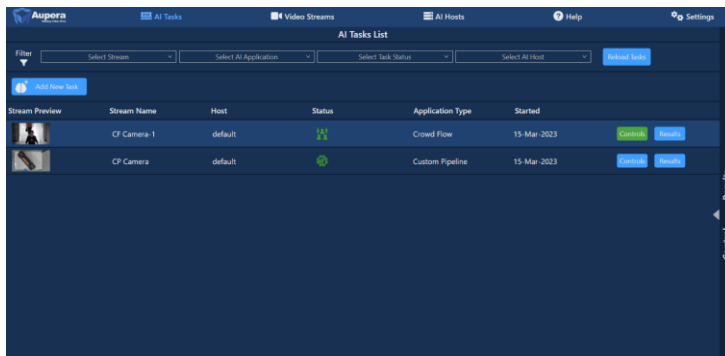 Aupera
AI Tasks
Video Streams
AI Hosts
Help
Settings
AI Tasks List
Filter
Select Stream
Select AI Application
Select Task Status
Select AI Host
Reload Tasks
Add New Task
Stream Preview Stream Name Host Status Application Type Started
CF Camera-1 default Crowd Flow 15-Mar-2023 Controls Results
CP Camera default Custom Pipeline 15-Mar-2023 Controls Results